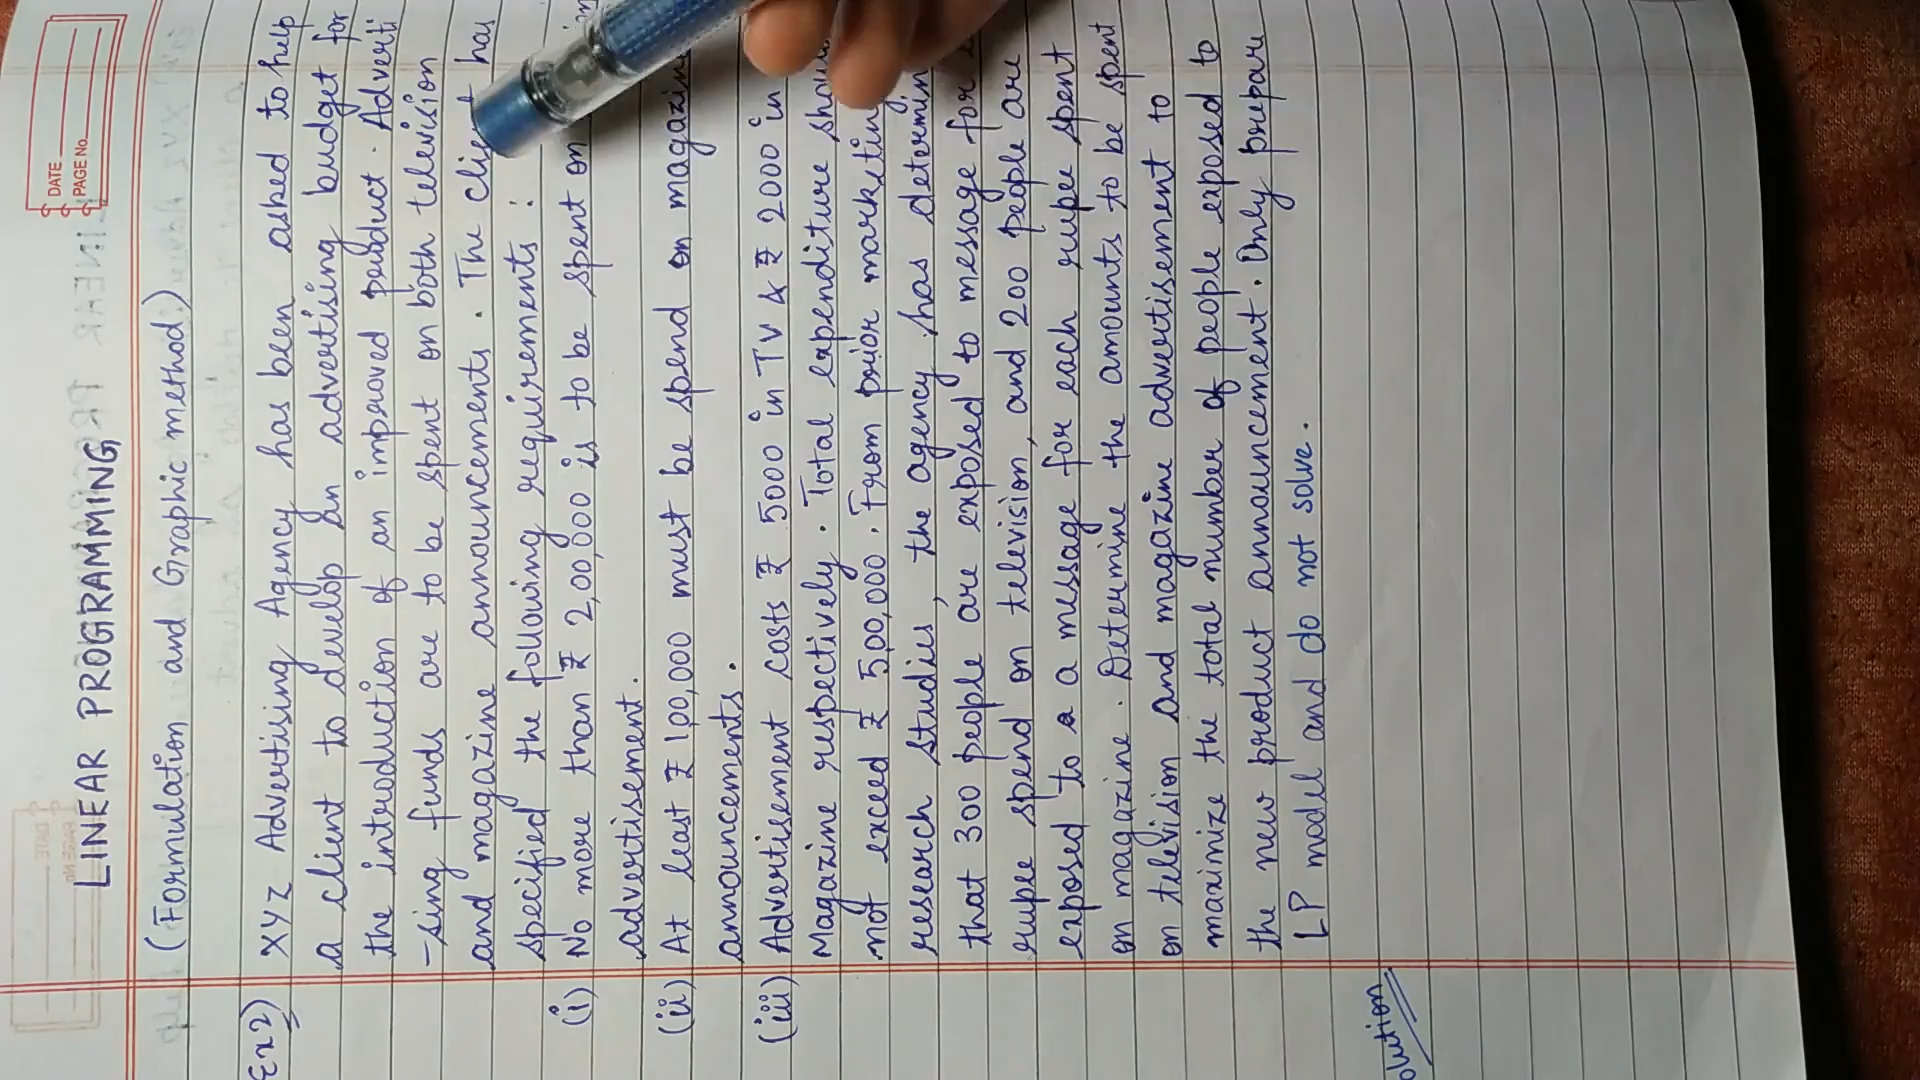 DATE
PAGE No.
LINEAR PROGRAMMING
(Formulation and Graphic method)
Ex2) XYZ Advertising Agency has been asked to help
a client to develop an advertising budget for
the introduction of an improved product. Adverti
-sing funds are to be spent on both television
and magazine announcements. The client has
specified the following requirements:
(i) No more than ₹ 2,00,000 is to be spent on
advertisement.
(ii) At least ₹ 1,00,000 must be spend on magazine
announcements.
(iii) Advertisement costs ₹ 5000 in TV & ₹ 2000 in
Magazine respectively. Total expenditure
not exceed ₹ 5,00,000. From prior
research studies, the agency has
that 300 people are exposed to message for
rupee spend on television, and 200 people are
exposed to a message for each rupee spent
on magazine. Determine the amounts to be spent
on television and magazine advertisement to
maximize the total number of people exposed to
the new product announcement. Only prepare
LP model and do not solve.